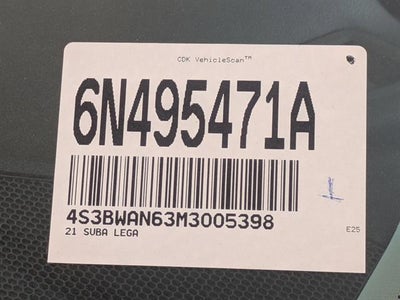 CDK VehicleScan™
6N495471A
4S3BWAN63M3005398
21 SUBA LEGA
E25